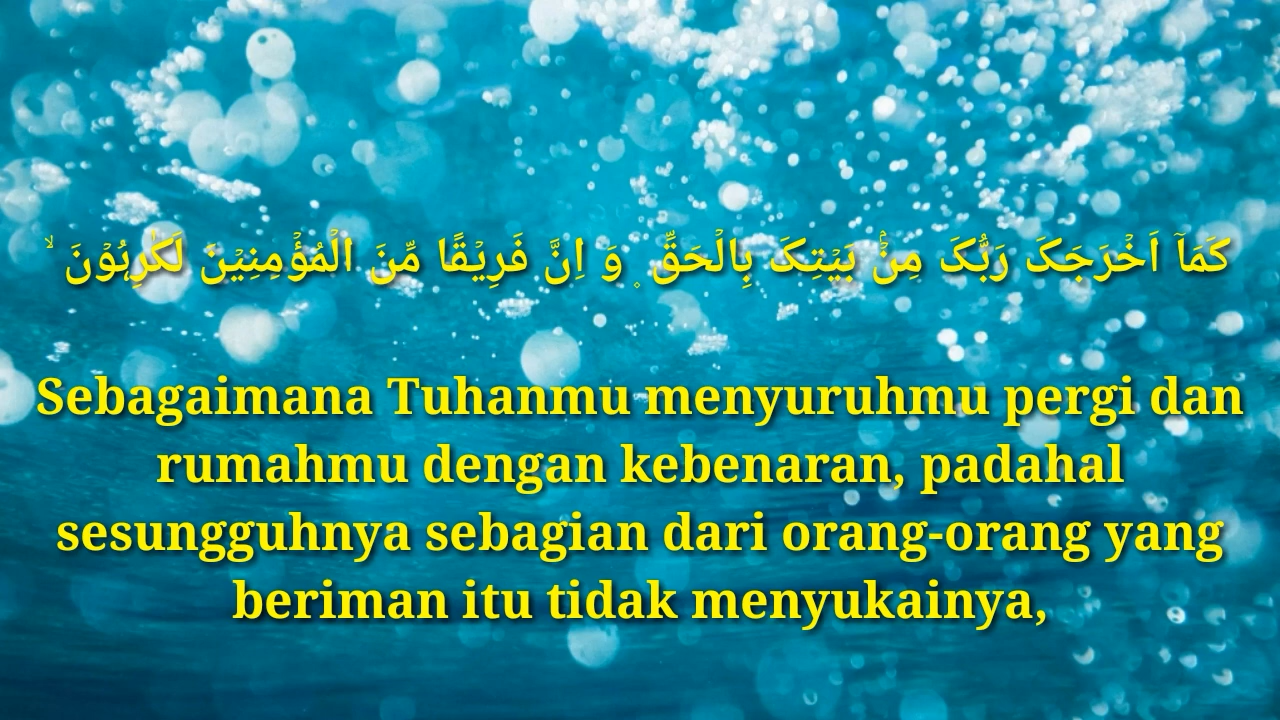 كَمَاۤ اَخۡرَجَکَ رَبُّکَ مِنۡۢ بَیۡتِکَ بِالۡحَقِّ ۪ وَ اِنَّ فَرِیۡقًا مِّنَ الۡمُؤۡمِنِیۡنَ لَکٰرِہُوۡنَ ۙ
Sebagaimana Tuhanmu menyuruhmu pergi dan
rumahmu dengan kebenaran, padahal
sesungguhnya sebagian dari orang-orang yang
beriman itu tidak menyukainya,